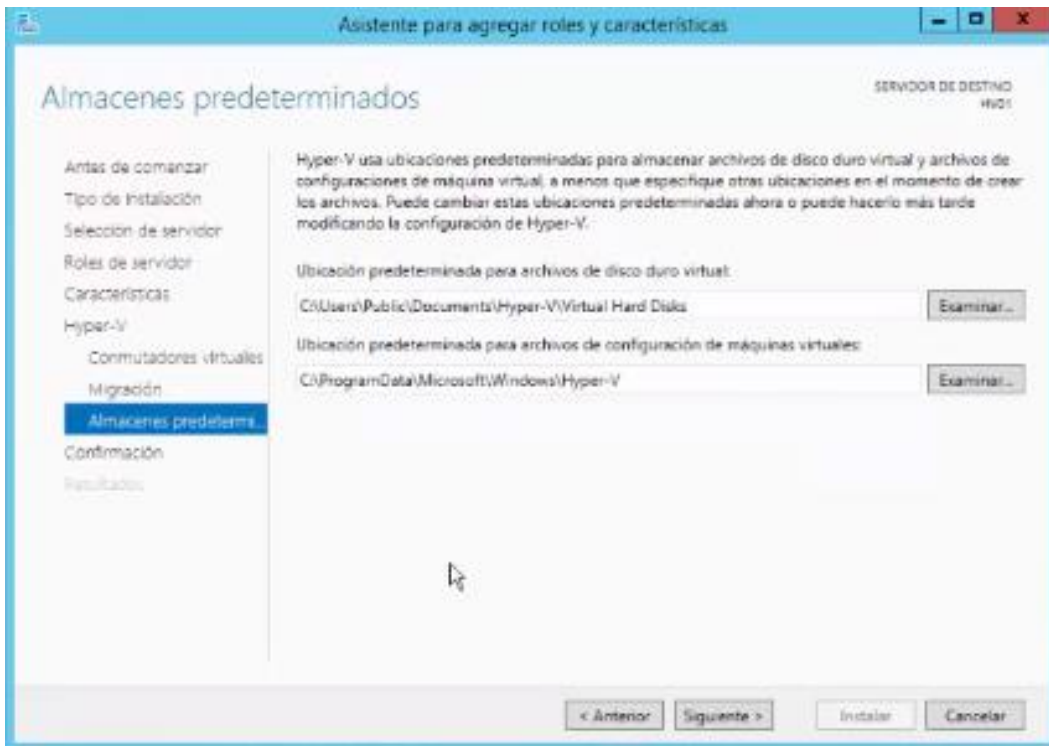 Asistente para agregar roles y características
Almacenes predeterminados
SERVIDOR DE DESTINO
HV01
Antes de comenzar
Tipo de instalación
Selección de servidor
Roles de servidor
Características
Hyper-V
Conmutadores virtuales
Migración
Almacenes predetermi...
Confirmación
Resultados
Hyper-V usa ubicaciones predeterminadas para almacenar archivos de disco duro virtual y archivos de
configuraciones de máquina virtual, a menos que especifique otras ubicaciones en el momento de crear
los archivos. Puede cambiar estas ubicaciones predeterminadas ahora o puede hacerlo más tarde
modificando la configuración de Hyper-V.
Ubicación predeterminada para archivos de disco duro virtual:
C:\Users\Public\Documents\Hyper-V\Virtual Hard Disks
Examinar...
Ubicación predeterminada para archivos de configuración de máquinas virtuales:
C:\ProgramData\Microsoft\Windows\Hyper-V
Examinar...
< Anterior
Siguiente >
Instalar
Cancelar